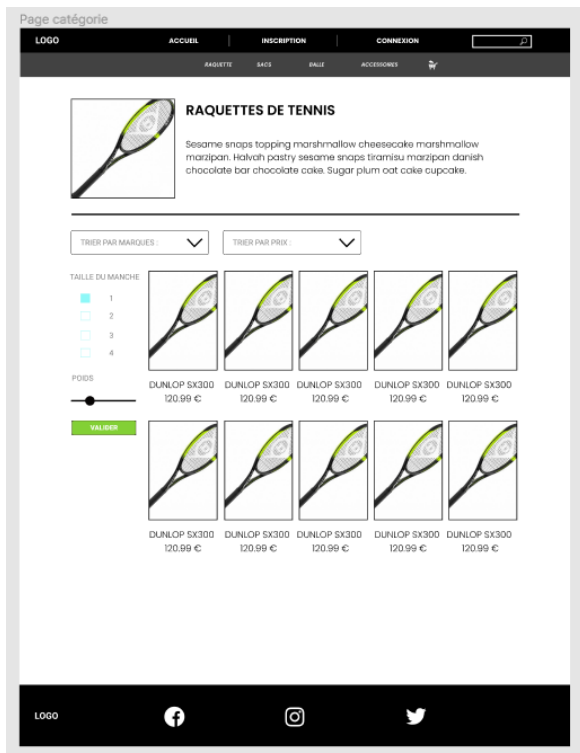 Page catégorie
LOGO ACCUEIL INSCRIPTION CONNEXION
RAQUETTE SACS BALLE ACCESSOIRES
RAQUETTES DE TENNIS
Sesame snaps topping marshmallow cheesecake marshmallow
marzipan. Halvah pastry sesame snaps tiramisu marzipan danish
chocolate bar chocolate cake. Sugar plum oat cake cupcake.
TRIER PAR MARQUES : TRIER PAR PRIX :
TAILLE DU MANCHE
1
2
3
4
POIDS
VALIDER
DUNLOP SX300 DUNLOP SX300 DUNLOP SX300 DUNLOP SX300 DUNLOP SX300
120.99 € 120.99 € 120.99 € 120.99 € 120.99 €
DUNLOP SX300 DUNLOP SX300 DUNLOP SX300 DUNLOP SX300 DUNLOP SX300
120.99 € 120.99 € 120.99 € 120.99 € 120.99 €
LOGO